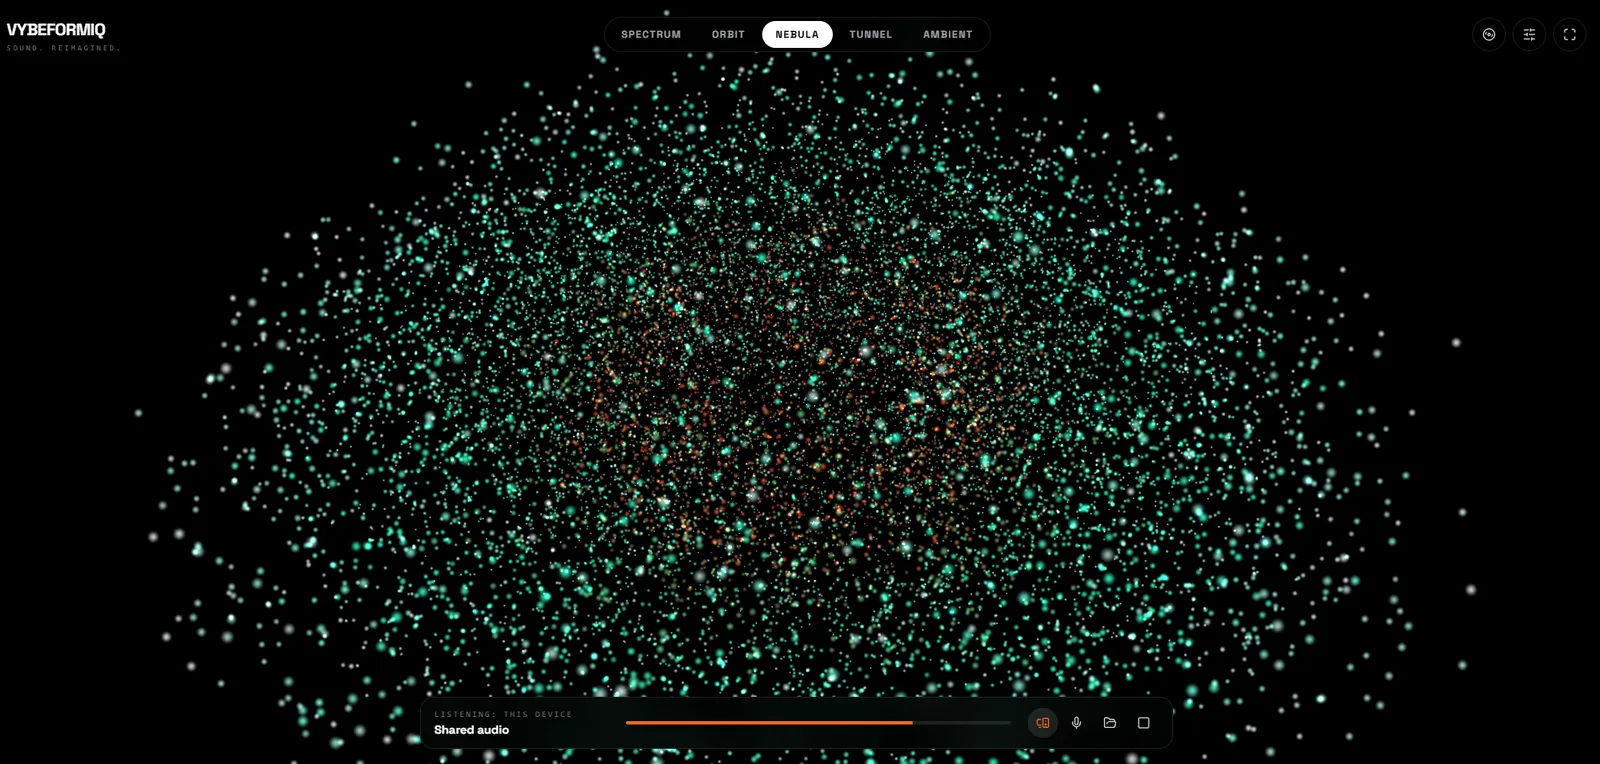 VYBEFORMIQ
SOUND. REIMAGINED.
SPECTRUM ORBIT NEBULA TUNNEL AMBIENT
LISTENING: THIS DEVICE
Shared audio